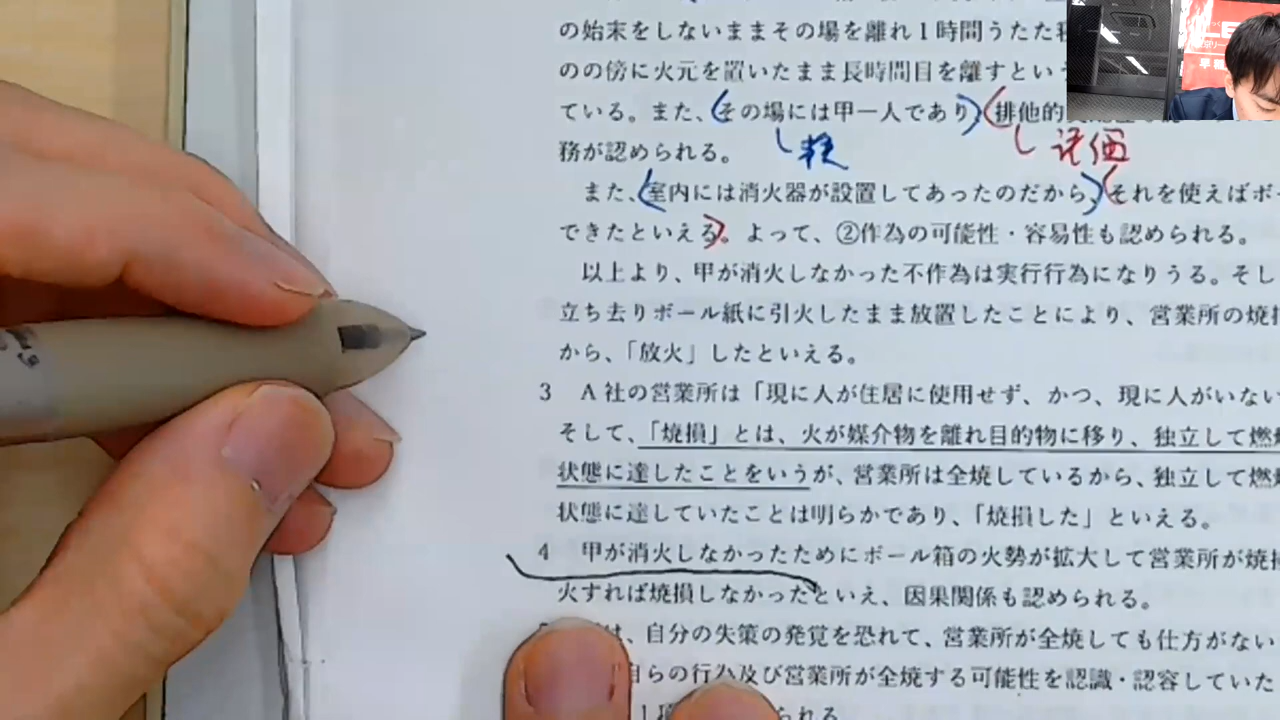 の始末をしないままその場を離れ1時間うたた
のの傍に火元を置いたまま長時間目を離すとい
ている。また、その場には甲一人であり、排他的
務が認められる。
評価
また、室内には消火器が設置してあったのだから、それを使えばボ
できたといえる。よって、②作為の可能性・容易性も認められる。
以上より、甲が消火しなかった不作為は実行行為になりうる。そし
立ち去りボール紙に引火したまま放置したことにより、営業所の焼
から、「放火」したといえる。
3 A社の営業所は「現に人が住居に使用せず、かつ、現に人がいない
そして、「焼損」とは、火が媒介物を離れ目的物に移り、独立して燃
状態に達したことをいうが、営業所は全焼しているから、独立して燃
状態に達していたことは明らかであり、「焼損した」といえる。
4 甲が消火しなかったためにボール箱の火勢が拡大して営業所が焼
火すれば焼損しなかったといえ、因果関係も認められる。
は、自分の失策の発覚を恐れて、営業所が全焼しても仕方がない
自らの行為及び営業所が全焼する可能性を認識・認容していた
1項
られる